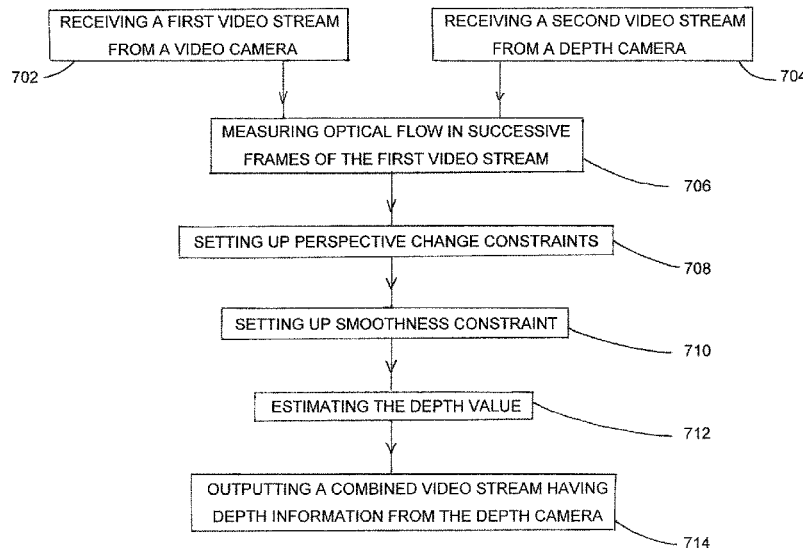 RECEIVING A FIRST VIDEO STREAM
FROM A VIDEO CAMERA
702
RECEIVING A SECOND VIDEO STREAM
FROM A DEPTH CAMERA
704
MEASURING OPTICAL FLOW IN SUCCESSIVE
FRAMES OF THE FIRST VIDEO STREAM
706
SETTING UP PERSPECTIVE CHANGE CONSTRAINTS
708
SETTING UP SMOOTHNESS CONSTRAINT
710
ESTIMATING THE DEPTH VALUE
712
OUTPUTTING A COMBINED VIDEO STREAM HAVING
DEPTH INFORMATION FROM THE DEPTH CAMERA
714